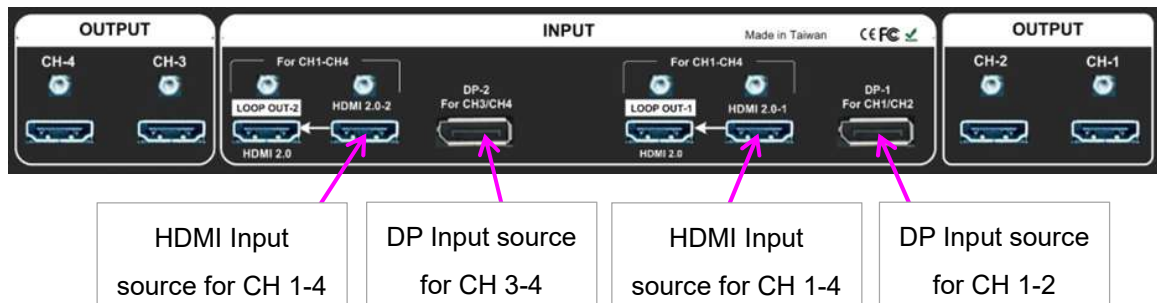 OUTPUT
CH-4
CH-3
INPUT
Made in Taiwan
CE FC
For CH1-CH4
LOOP OUT-2
HDMI 2.0-2
HDMI 2.0
DP-2
For CH3/CH4
For CH1-CH4
LOOP OUT-1
HDMI 2.0-1
HDMI 2.0
DP-1
For CH1/CH2
OUTPUT
CH-2
CH-1
HDMI Input
source for CH 1-4
DP Input source
for CH 3-4
HDMI Input
source for CH 1-4
DP Input source
for CH 1-2